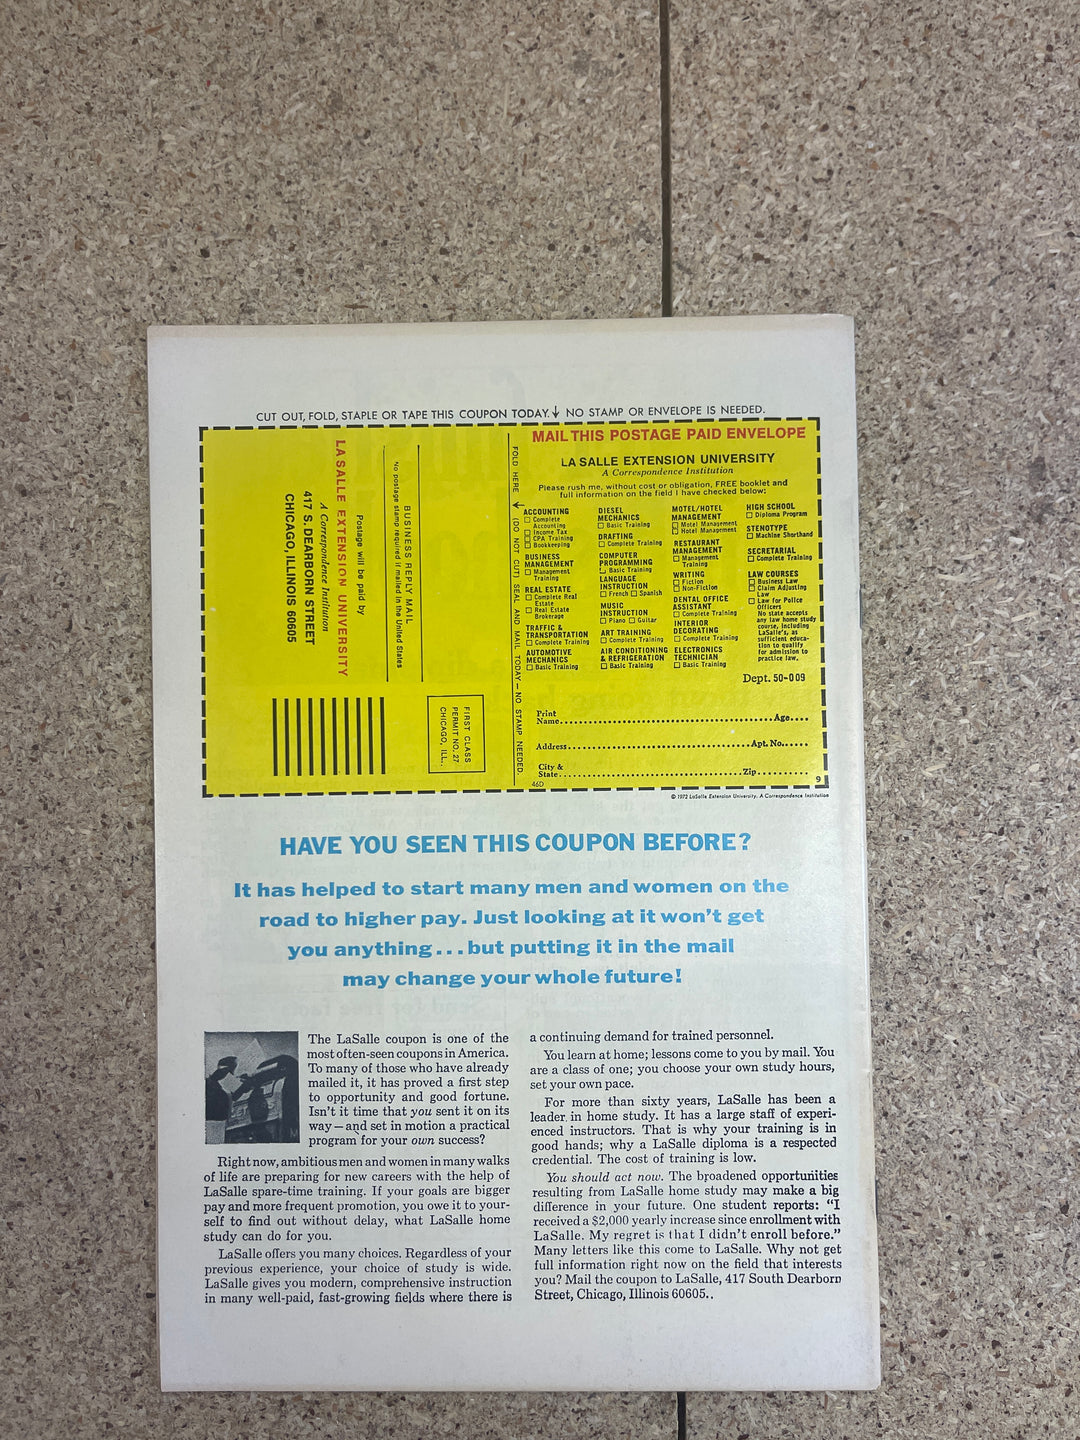 CUT OUT, FOLD, STAPLE OR TAPE THIS COUPON TODAY. ↓ NO STAMP OR ENVELOPE IS NEEDED.
LA SALLE EXTENSION UNIVERSITY
A Correspondence Institution
417 S. DEARBORN STREET
CHICAGO, ILLINOIS 60605
Postage will be paid by
BUSINESS REPLY MAIL
No postage stamp required if mailed in the United States
FIRST CLASS
PERMIT NO. 27
CHICAGO, ILL.
FOLD HERE ↓ (DO NOT CUT) SEAL AND MAIL TODAY—NO STAMP NEEDED.
MAIL THIS POSTAGE PAID ENVELOPE
LA SALLE EXTENSION UNIVERSITY
A Correspondence Institution
Please rush me, without cost or obligation, FREE booklet and
full information on the field I have checked below:
ACCOUNTING
☐ Complete
Accounting
☐ Income Tax
☐ CPA Training
☐ Bookkeeping
BUSINESS
MANAGEMENT
☐ Management
Training
REAL ESTATE
☐ Complete Real
Estate
☐ Real Estate
Brokerage
TRAFFIC &
TRANSPORTATION
☐ Complete Training
AUTOMOTIVE
MECHANICS
☐ Basic Training
DIESEL
MECHANICS
☐ Basic Training
DRAFTING
☐ Complete Training
COMPUTER
PROGRAMMING
☐ Basic Training
LANGUAGE
INSTRUCTION
☐ French ☐ Spanish
MUSIC
INSTRUCTION
☐ Piano ☐ Guitar
ART TRAINING
☐ Complete Training
AIR CONDITIONING
& REFRIGERATION
☐ Basic Training
MOTEL/HOTEL
MANAGEMENT
☐ Motel Management
☐ Hotel Management
RESTAURANT
MANAGEMENT
☐ Management
Training
WRITING
☐ Fiction
☐ Non-Fiction
DENTAL OFFICE
ASSISTANT
☐ Complete Training
INTERIOR
DECORATING
☐ Complete Training
ELECTRONICS
TECHNICIAN
☐ Basic Training
HIGH SCHOOL
☐ Diploma Program
STENOTYPE
☐ Machine Shorthand
SECRETARIAL
☐ Complete Training
LAW COURSES
☐ Business Law
☐ Claim Adjusting
Law
☐ Law for Police
Officers
No state accepts
any law home study
course, including
LaSalle's, as
sufficient educa-
tion to qualify
for admission to
practice law.
Dept. 50-009
Print
Name Age
Address Apt. No.
City &
State Zip
46D
9
© 1972 LaSalle Extension University, A Correspondence Institution
HAVE YOU SEEN THIS COUPON BEFORE?
It has helped to start many men and women on the
road to higher pay. Just looking at it won't get
you anything...but putting it in the mail
may change your whole future!
The LaSalle coupon is one of the
most often-seen coupons in America.
To many of those who have already
mailed it, it has proved a first step
to opportunity and good fortune.
Isn't it time that you sent it on its
way—and set in motion a practical
program for your own success?
Right now, ambitious men and women in many walks
of life are preparing for new careers with the help of
LaSalle spare-time training. If your goals are bigger
pay and more frequent promotion, you owe it to your-
self to find out without delay, what LaSalle home
study can do for you.
LaSalle offers you many choices. Regardless of your
previous experience, your choice of study is wide.
LaSalle gives you modern, comprehensive instruction
in many well-paid, fast-growing fields where there is
a continuing demand for trained personnel.
You learn at home; lessons come to you by mail. You
are a class of one; you choose your own study hours,
set your own pace.
For more than sixty years, LaSalle has been a
leader in home study. It has a large staff of experi-
enced instructors. That is why your training is in
good hands; why a LaSalle diploma is a respected
credential. The cost of training is low.
You should act now. The broadened opportunities
resulting from LaSalle home study may make a big
difference in your future. One student reports: “I
received a $2,000 yearly increase since enrollment with
LaSalle. My regret is that I didn't enroll before.”
Many letters like this come to LaSalle. Why not get
full information right now on the field that interests
you? Mail the coupon to LaSalle, 417 South Dearborn
Street, Chicago, Illinois 60605..